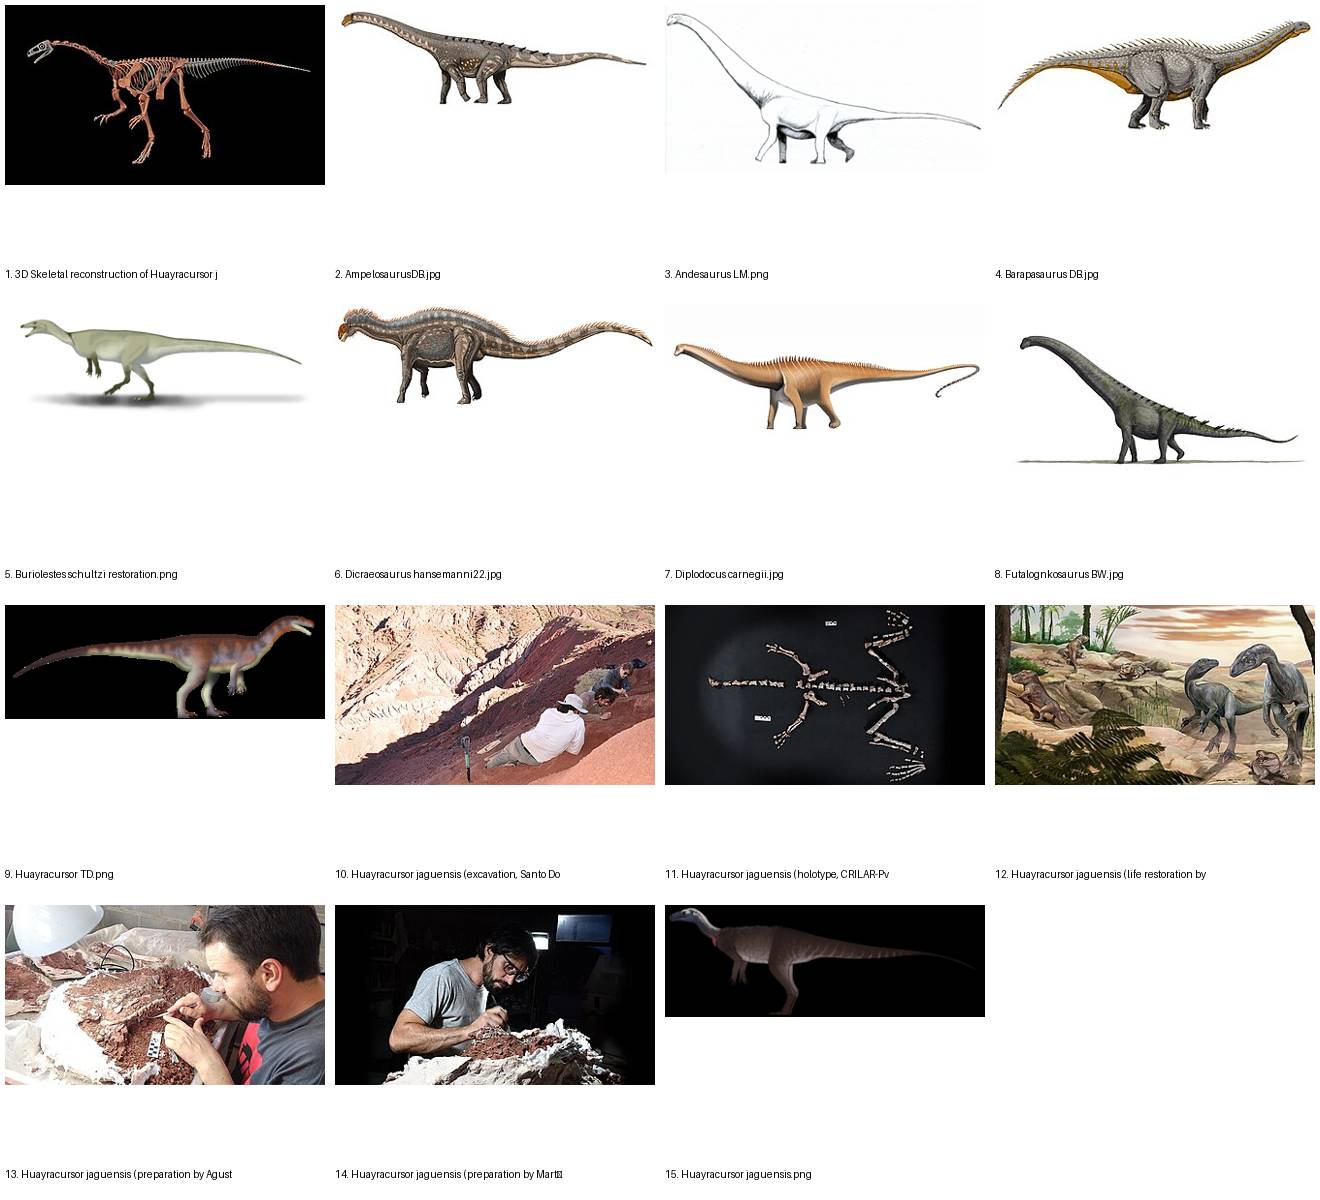 1. 3D Skeletal reconstruction of Huayracursor j
2. AmpelosaurusDB.jpg
3. Andesaurus LM.png
4. Barapasaurus DB.jpg
5. Buriolestes schultzi restoration.png
6. Dicraeosaurus hansemanni22.jpg
7. Diplodocus carnegii.jpg
8. Futalognkosaurus BW.jpg
9. Huayracursor TD.png
10. Huayracursor jaguensis (excavation, Santo Do
11. Huayracursor jaguensis (holotype, CRILAR-Pv
12. Huayracursor jaguensis (life restoration by
13. Huayracursor jaguensis (preparation by Agust
14. Huayracursor jaguensis (preparation by Mart
15. Huayracursor jaguensis.png